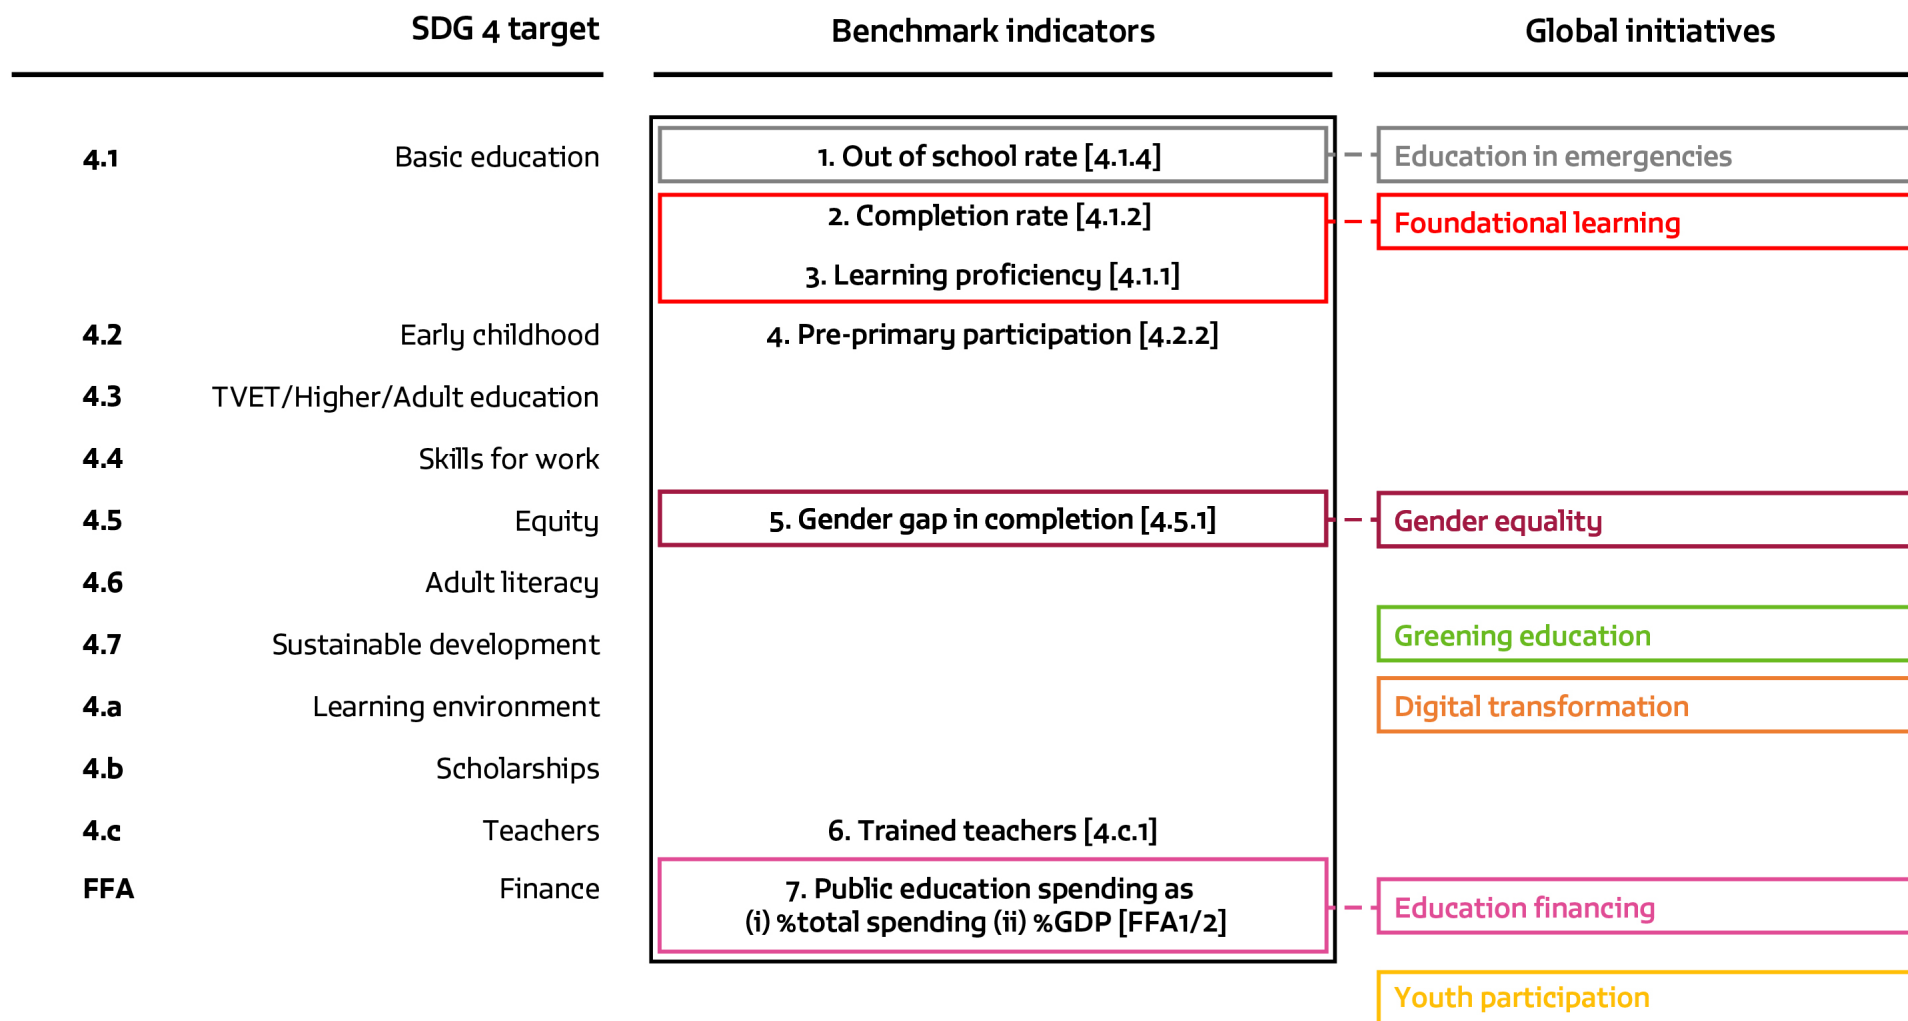 SDG 4 target Benchmark indicators Global initiatives
4.1 Basic education 1. Out of school rate [4.1.4] Education in emergencies
2. Completion rate [4.1.2] Foundational learning
3. Learning proficiency [4.1.1]
4.2 Early childhood 4. Pre-primary participation [4.2.2]
4.3 TVET/Higher/Adult education
4.4 Skills for work
4.5 Equity 5. Gender gap in completion [4.5.1] Gender equality
4.6 Adult literacy
Greening education
4.7 Sustainable development
4.a Learning environment Digital transformation
4.b Scholarships
4.c Teachers 6. Trained teachers [4.c.1]
FFA Finance 7. Public education spending as
(i) %total spending (ii) %GDP [FFA1/2] Education financing
Youth participation